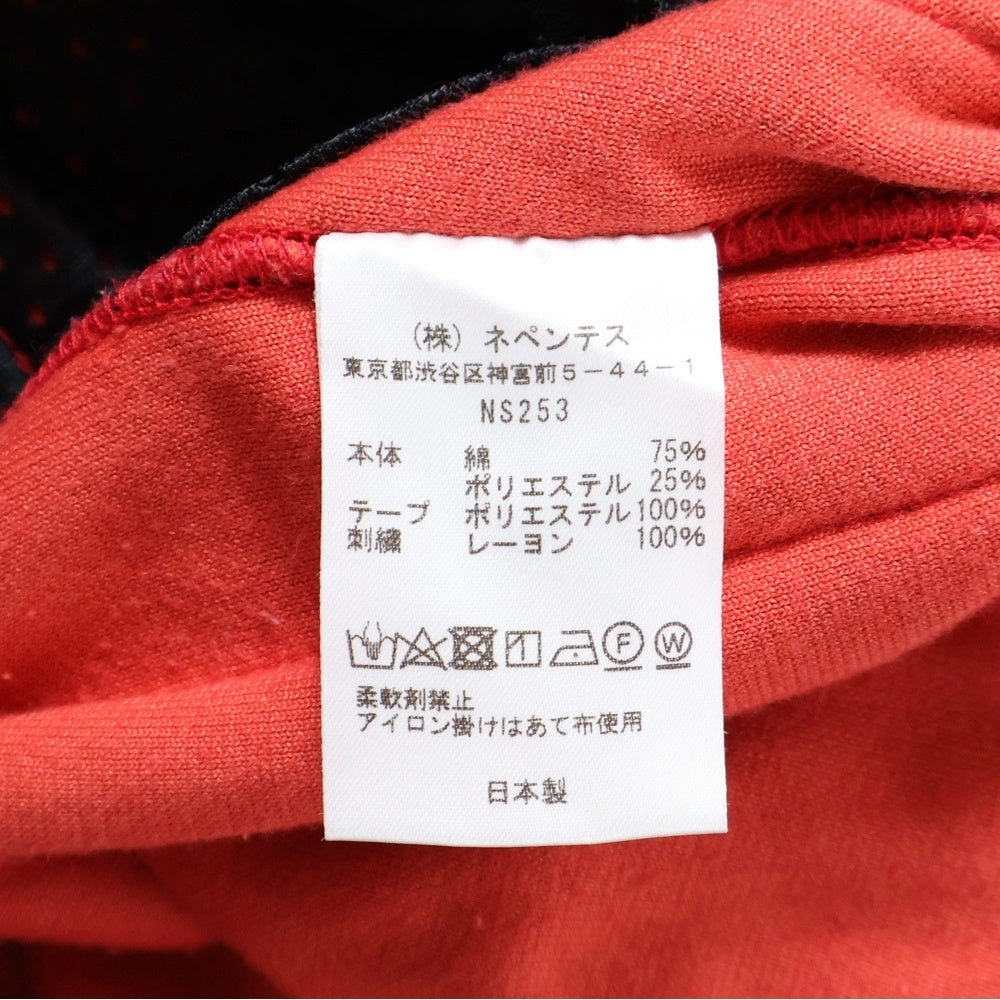 (株) ネペンテス
東京都渋谷区神宮前5-44-1
NS253
本体 綿 75%
ポリエステル 25%
テープ ポリエステル 100%
刺繍 レーヨン 100%
F W
柔軟剤禁止
アイロン掛けはあて布使用
日本製